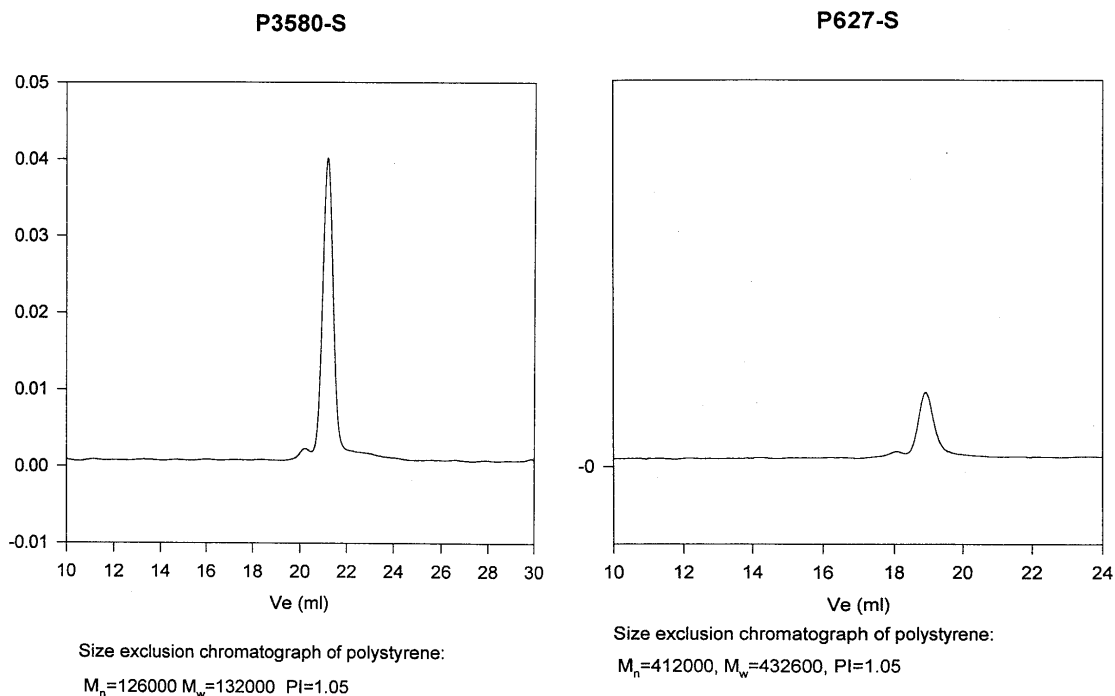 P3580-S
0.05
0.04
0.03
0.02
0.01
0.00
-0.01
10 12 14 16 18 20 22 24 26 28 30
Ve (ml)
Size exclusion chromatograph of polystyrene:
Mn=126000 Mw=132000 PI=1.05
P627-S
-0
10 12 14 16 18 20 22 24
Ve (ml)
Size exclusion chromatograph of polystyrene:
Mn=412000, Mw=432600, PI=1.05